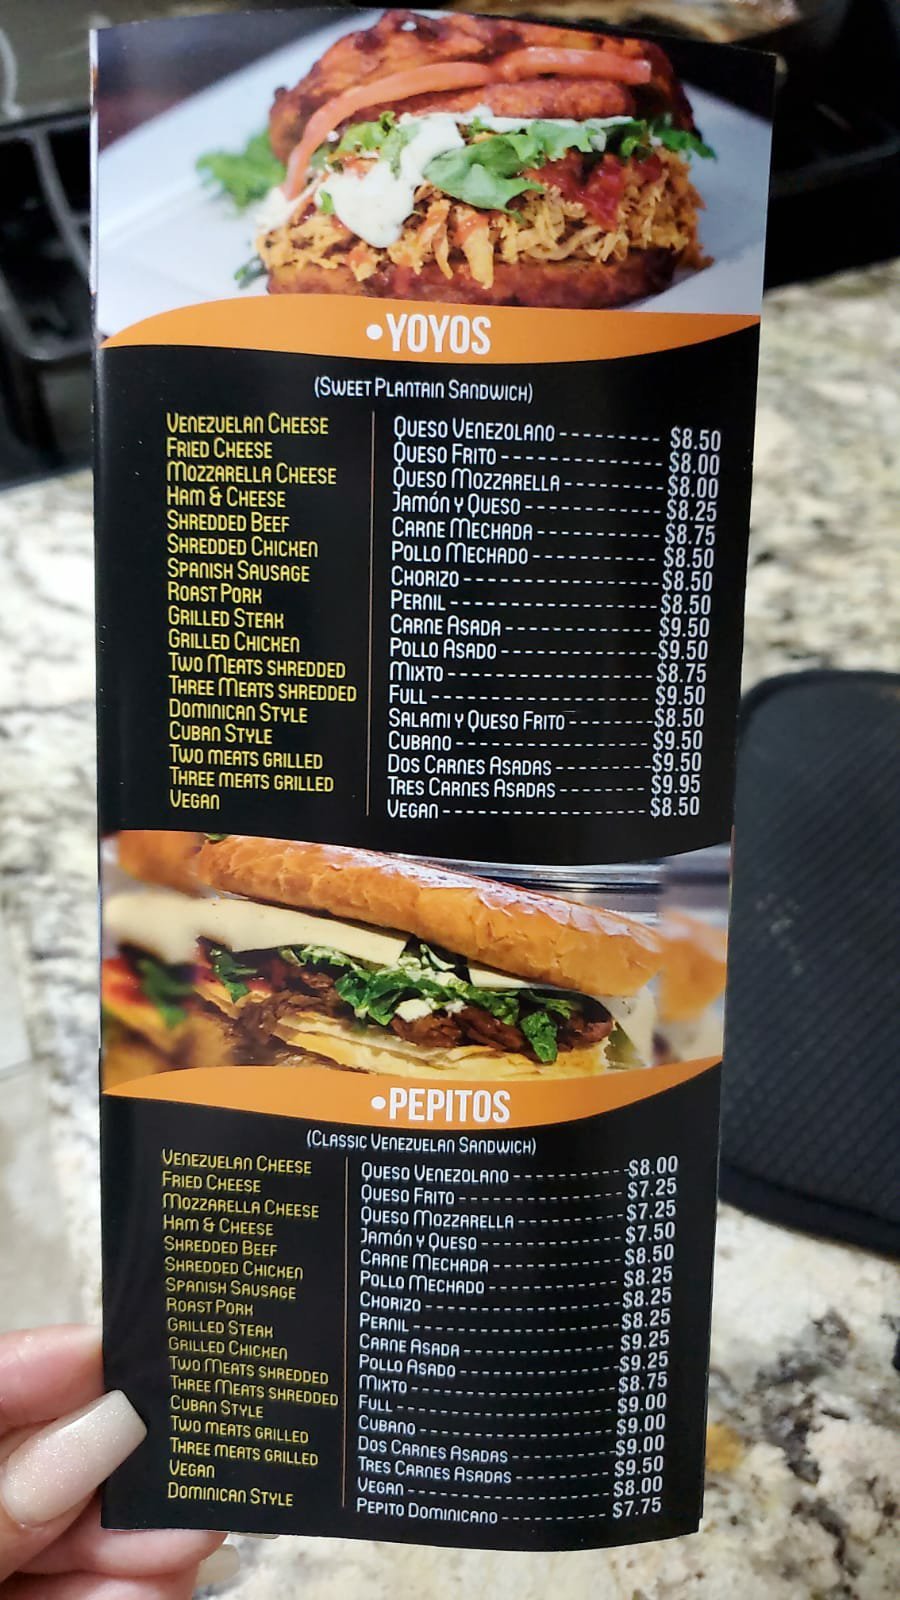 •YOYOS
(Sweet Plantain Sandwich)
Venezuelan Cheese Queso Venezolano --------- $8.50
Fried Cheese Queso Frito -------------- $8.00
Mozzarella Cheese Queso Mozzarella -------- $8.00
Ham & Cheese Jamón y Queso ------------ $8.25
Shredded Beef Carne Mechada ----------- $8.75
Shredded Chicken Pollo Mechado ----------- $8.50
Spanish Sausage Chorizo ----------------- $8.50
Roast Pork Pernil ------------------ $8.50
Grilled Steak Carne Asada ------------- $9.50
Grilled Chicken Pollo Asado ------------- $9.50
Two Meats shredded Mixto ------------------ $8.75
Three Meats shredded Full -------------------- $9.50
Dominican Style Salami y Queso Frito ------- $8.50
Cuban Style Cubano ----------------- $9.50
Two meats grilled Dos Carnes Asadas -------- $9.50
Three meats grilled Tres Carnes Asadas ------- $9.95
Vegan Vegan ----------------- $8.50
•PEPITOS
(Classic Venezuelan Sandwich)
Venezuelan Cheese Queso Venezolano ---------- $8.00
Fried Cheese Queso Frito -------------- $7.25
Mozzarella Cheese Queso Mozzarella --------- $7.25
Ham & Cheese Jamón y Queso ------------ $7.50
Shredded Beef Carne Mechada ----------- $8.50
Shredded Chicken Pollo Mechado ----------- $8.25
Spanish Sausage Chorizo ---------------- $8.25
Roast Pork Pernil ----------------- $8.25
Grilled Steak Carne Asada ------------- $9.25
Grilled Chicken Pollo Asado ------------- $9.25
Two Meats shredded Mixto ----------------- $8.75
Three Meats shredded Full ------------------ $9.00
Cuban Style Cubano ---------------- $9.00
Two meats grilled Dos Carnes Asadas -------- $9.00
Three meats grilled Tres Carnes Asadas ------- $9.50
Vegan Vegan ----------------- $8.00
Dominican Style Pepito Dominicano --------- $7.75